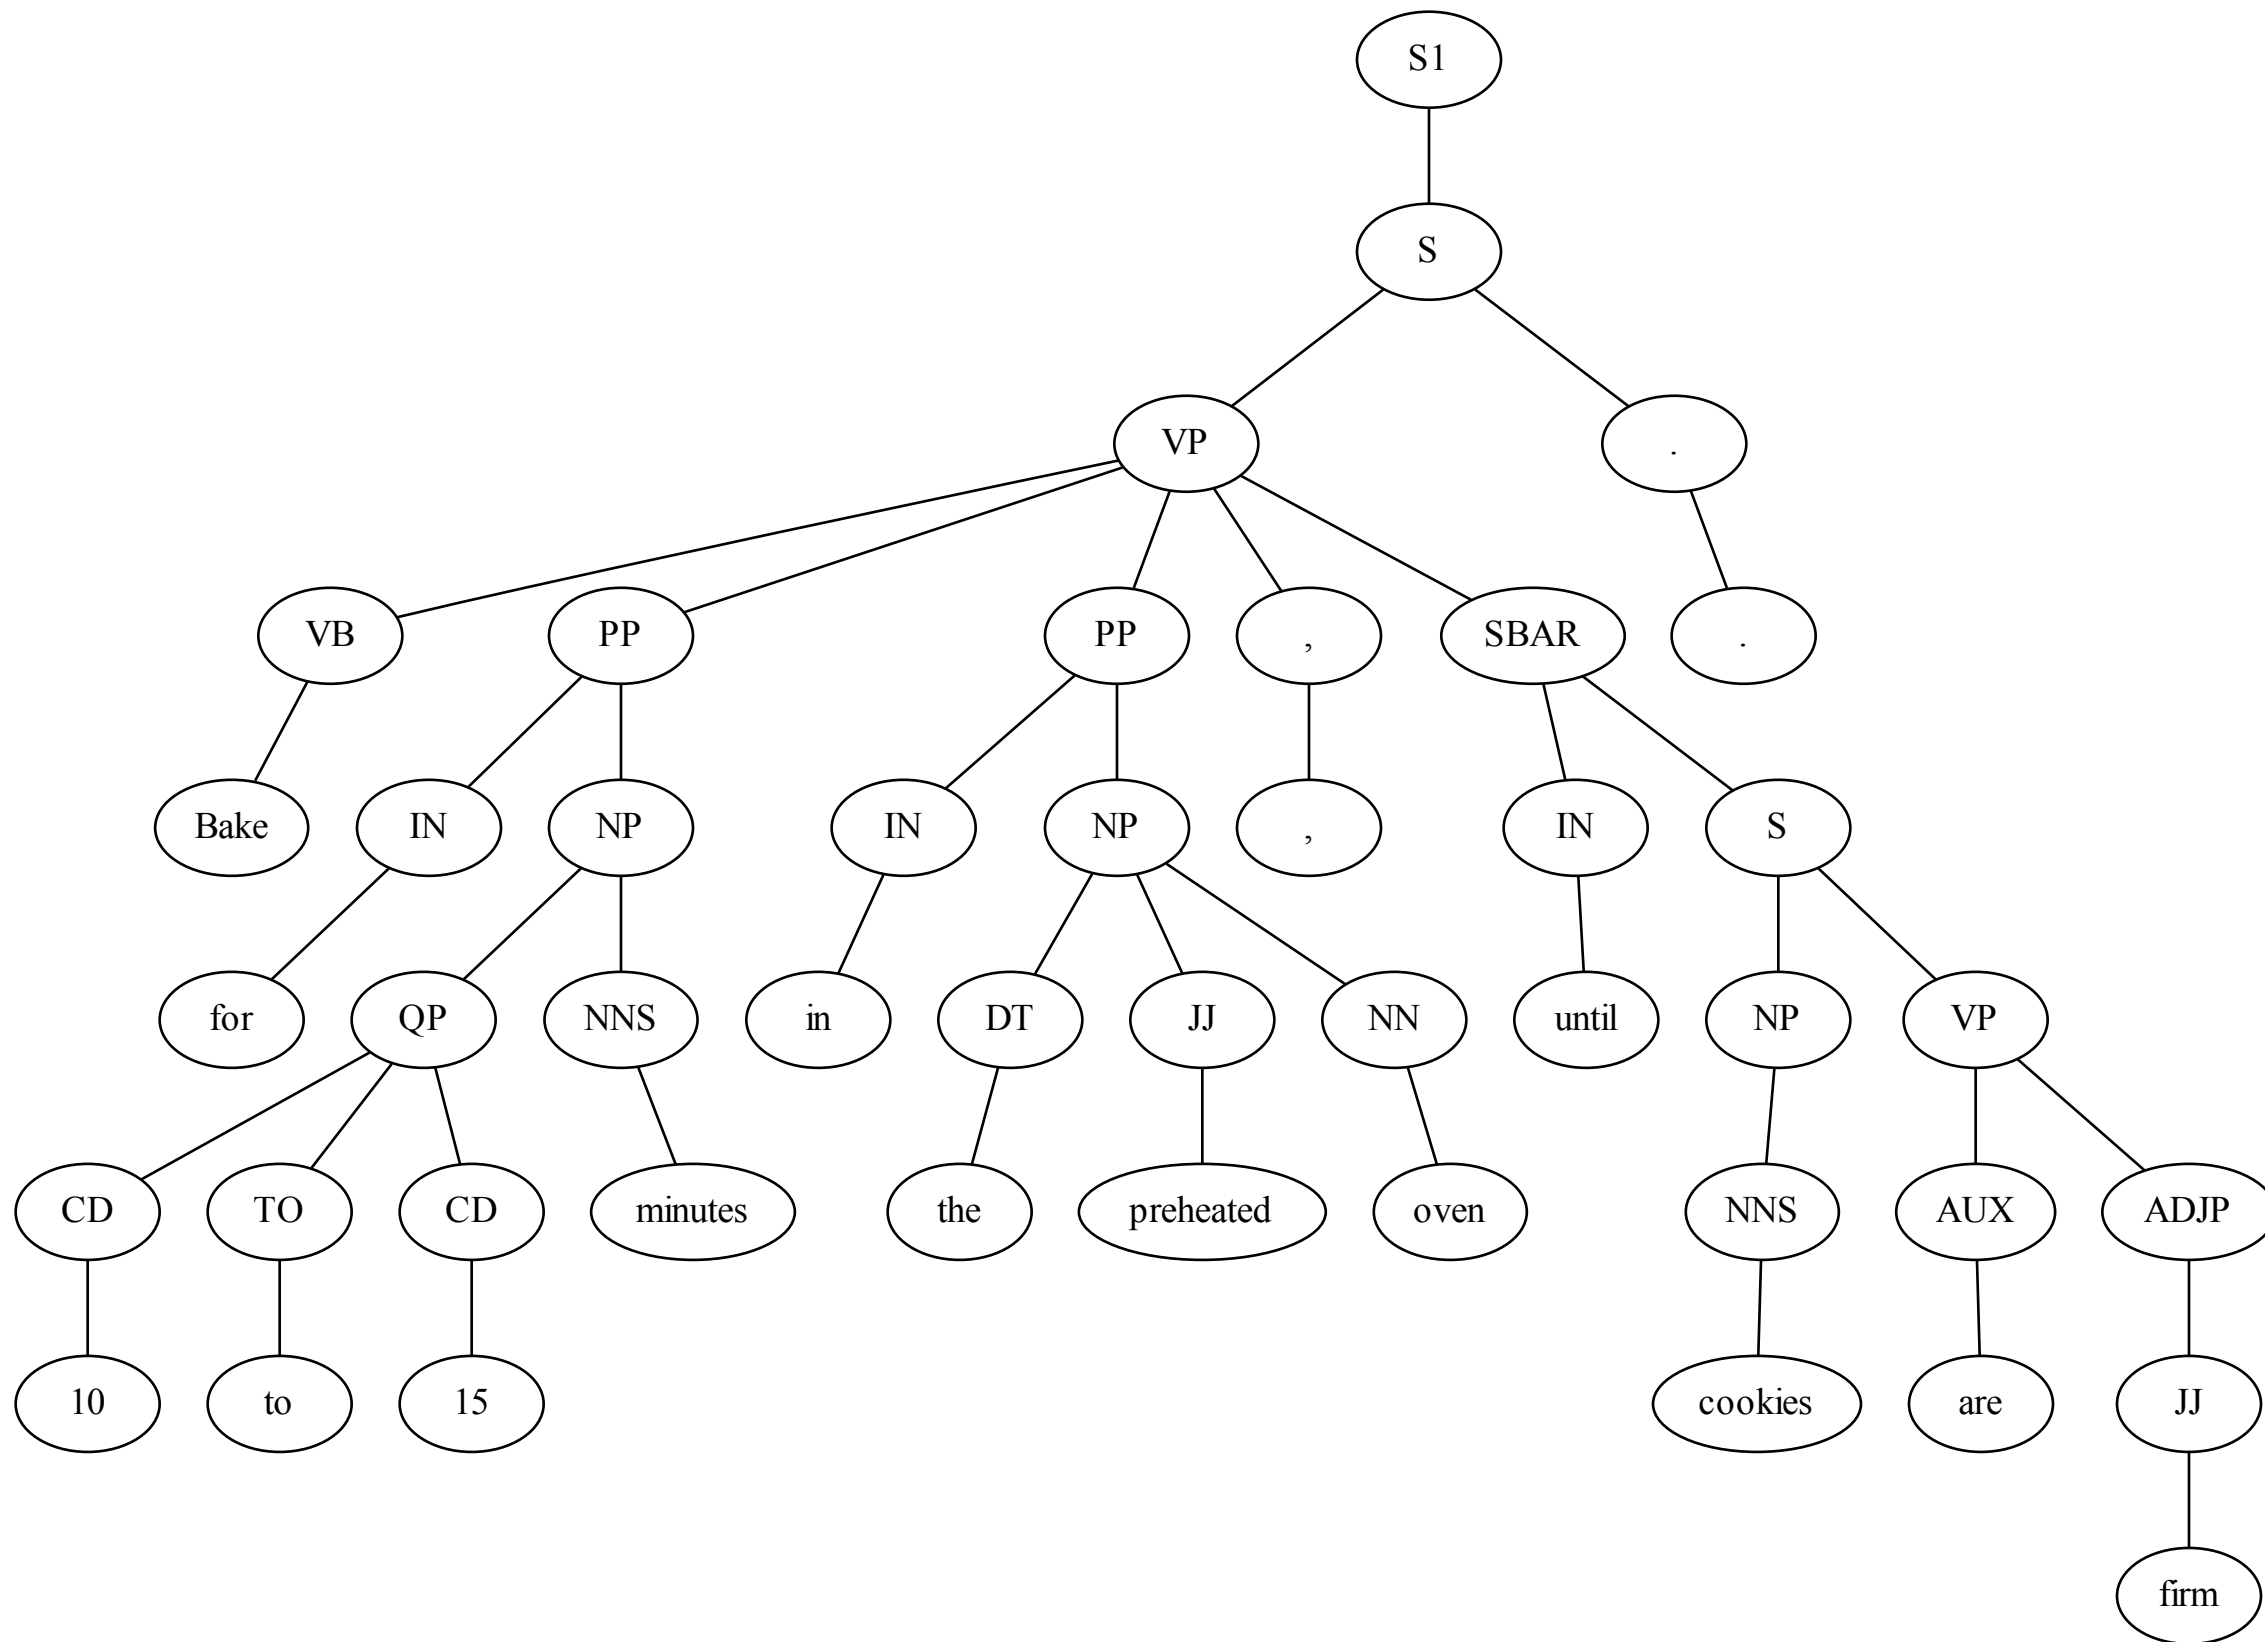 S1
S
VP .
VB PP PP , SBAR .
Bake IN NP IN NP , IN S
for QP NNS in DT JJ NN until NP VP
CD TO CD minutes the preheated oven NNS AUX ADJP
10 to 15 cookies are JJ
firm